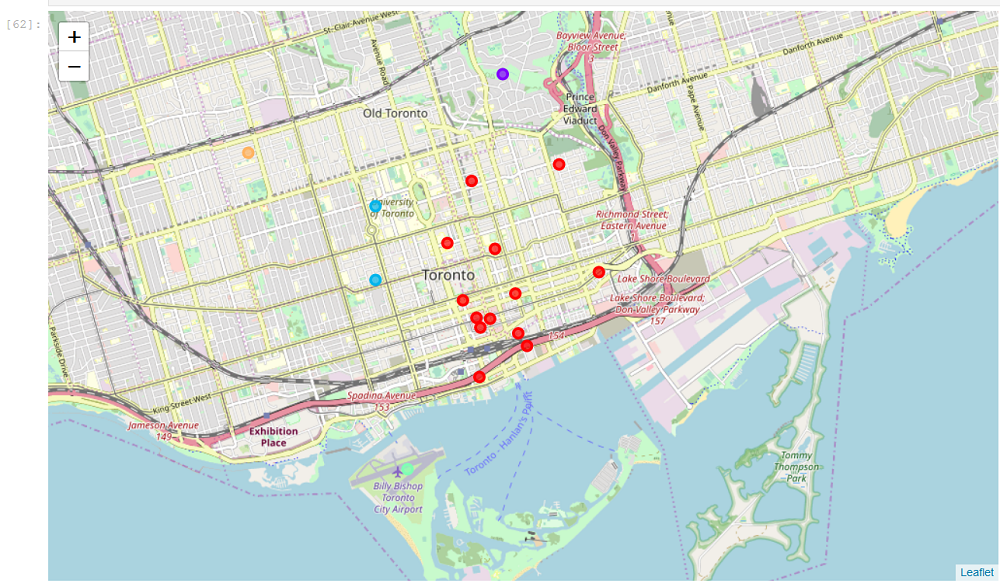 [62]:
+
−
St-Clair Avenue West
Avenue Road
Bayview Avenue;
Bloor Street
3
Danforth Avenue
Danforth Avenue
Pape Avenue
Prince
Edward
Viaduct
Old Toronto
Don Valley Parkway
University
of Toronto
Richmond Street;
Eastern Avenue
Toronto
Lake Shore Boulevard
Lake Shore Boulevard;
Don Valley Parkway
157
154
Parkside Drive
King Street West
Spadina Avenue
153
Jameson Avenue
149
Exhibition
Place
Toronto - Hanlan's Point
Billy Bishop
Toronto
City Airport
Tommy
Thompson
Park
Leaflet